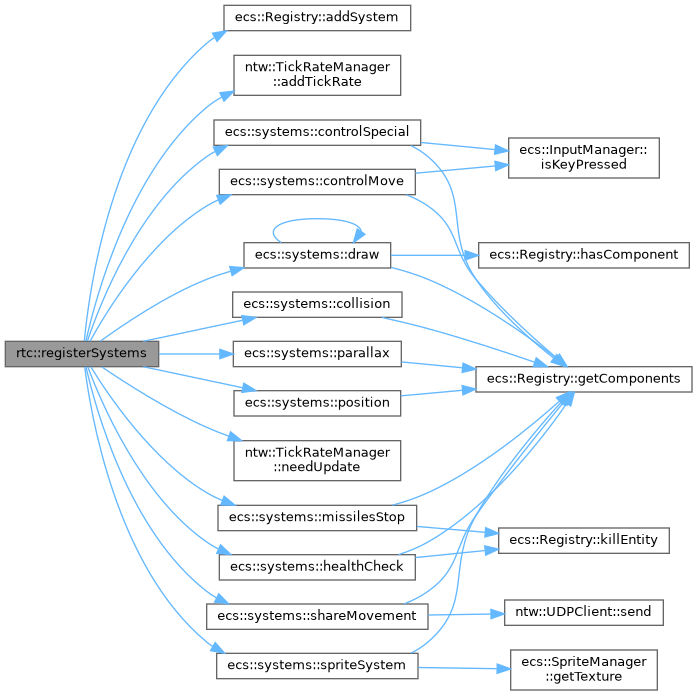 rtc::registerSystems
ecs::Registry::addSystem
ntw::TickRateManager
::addTickRate
ecs::systems::controlSpecial
ecs::systems::controlMove
ecs::systems::draw
ecs::systems::collision
ecs::systems::parallax
ecs::systems::position
ntw::TickRateManager
::needUpdate
ecs::systems::missilesStop
ecs::systems::healthCheck
ecs::systems::shareMovement
ecs::systems::spriteSystem
ecs::InputManager::
isKeyPressed
ecs::Registry::hasComponent
ecs::Registry::getComponents
ecs::Registry::killEntity
ntw::UDPClient::send
ecs::SpriteManager
::getTexture